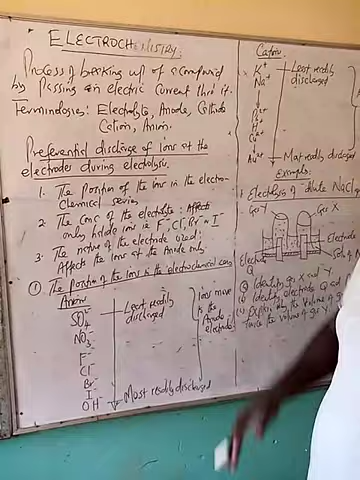 ELECTROCHEMISTRY:
Process of breaking up of a compound
by Passing an electric Current thro' it.
Terminologies: Electrolyte, Anode, Cathode
Cation, Anion.
Preferential discharge of Ions at the
electrodes during electrolysis.
1. The position of the ions in the electro-
chemical series
2. The conc of the electrolyte: Affects
only halide ions i.e F⁻, Cl⁻, Br⁻ & I⁻
3. The nature of the electrode used:
Affects the ions at the Anode only
① The position of the ions in the electrochemical
Anions
SO₄²⁻
NO₃⁻
F⁻
Cl⁻
Br⁻
I⁻
OH⁻
Least readily
discharged
Most readily discharged
Ions move
to the
Anode
electrode
Cations
K⁺
Na⁺
Au⁺
Least readily
discharged
Most readily discharged
Example:
Electrolysis of dilute NaCl
Gas Y
Gas X
Electrode
Electrode
Q
(a) Identify gas X and Y.
(b) Identify electrode Q and
(c) Explain why the Volume of gas
twice the volume of gas Y.